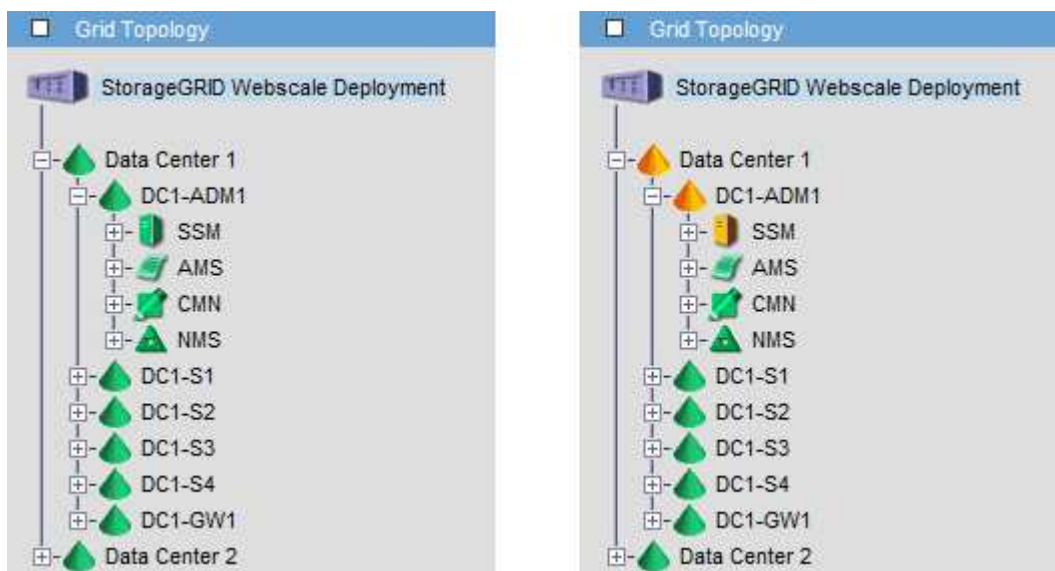 Grid Topology
StorageGRID Webscale Deployment
Data Center 1
DC1-ADM1
SSM
AMS
CMN
NMS
DC1-S1
DC1-S2
DC1-S3
DC1-S4
DC1-GW1
Data Center 2
Grid Topology
StorageGRID Webscale Deployment
Data Center 1
DC1-ADM1
SSM
AMS
CMN
NMS
DC1-S1
DC1-S2
DC1-S3
DC1-S4
DC1-GW1
Data Center 2